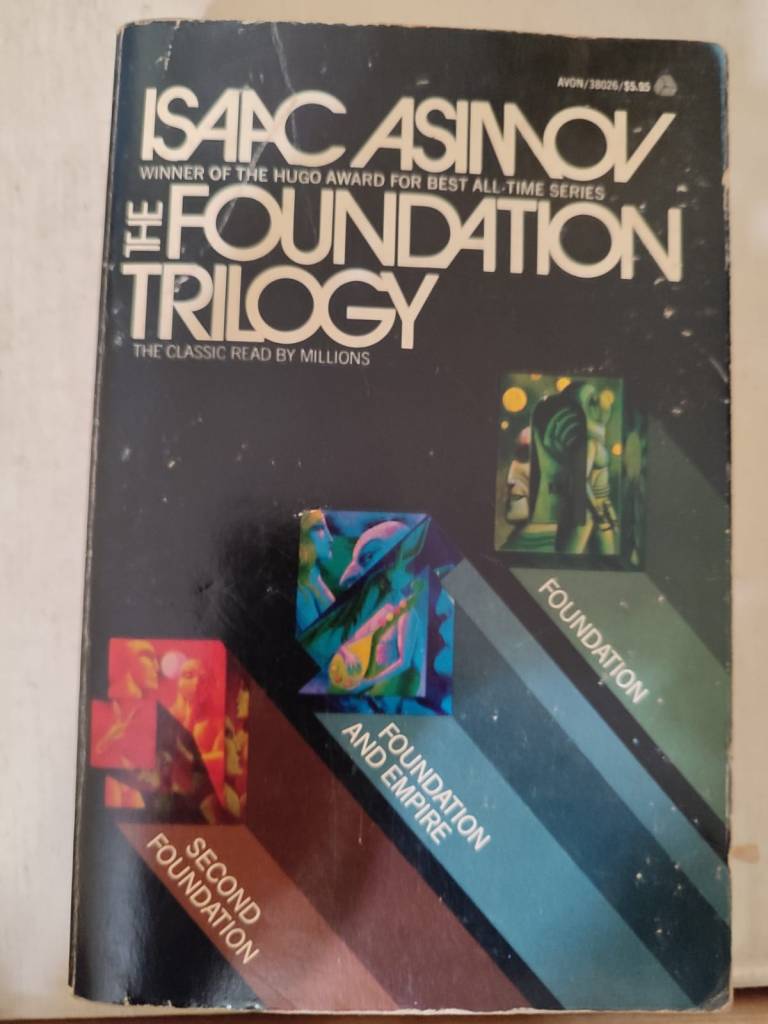 AVON/38026/$5.95
ISAAC ASIMOV
WINNER OF THE HUGO AWARD FOR BEST ALL-TIME SERIES
THE FOUNDATION
TRILOGY
THE CLASSIC READ BY MILLIONS
FOUNDATION
FOUNDATION
AND EMPIRE
SECOND
FOUNDATION